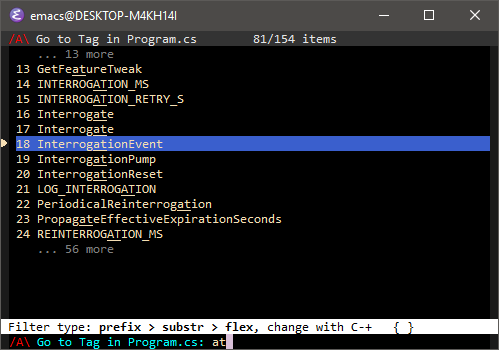 emacs@DESKTOP-M4KH14I
/A\ Go to Tag in Program.cs 81/154 items
... 13 more
13 GetFeatureTweak
14 INTERROGATION_MS
15 INTERROGATION_RETRY_S
16 Interrogate
17 Interrogate
18 InterrogationEvent
19 InterrogationPump
20 InterrogationReset
21 LOG_INTERROGATION
22 PeriodicalReinterrogation
23 PropagateEffectiveExpirationSeconds
24 REINTERROGATION_MS
... 56 more
Filter type: prefix > substr > flex, change with C-+ { }
/A\ Go to Tag in Program.cs: at